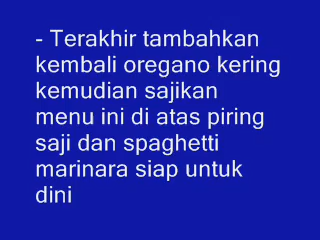 - Terakhir tambahkan
kembali oregano kering
kemudian sajikan
menu ini di atas piring
saji dan spaghetti
marinara siap untuk
dini